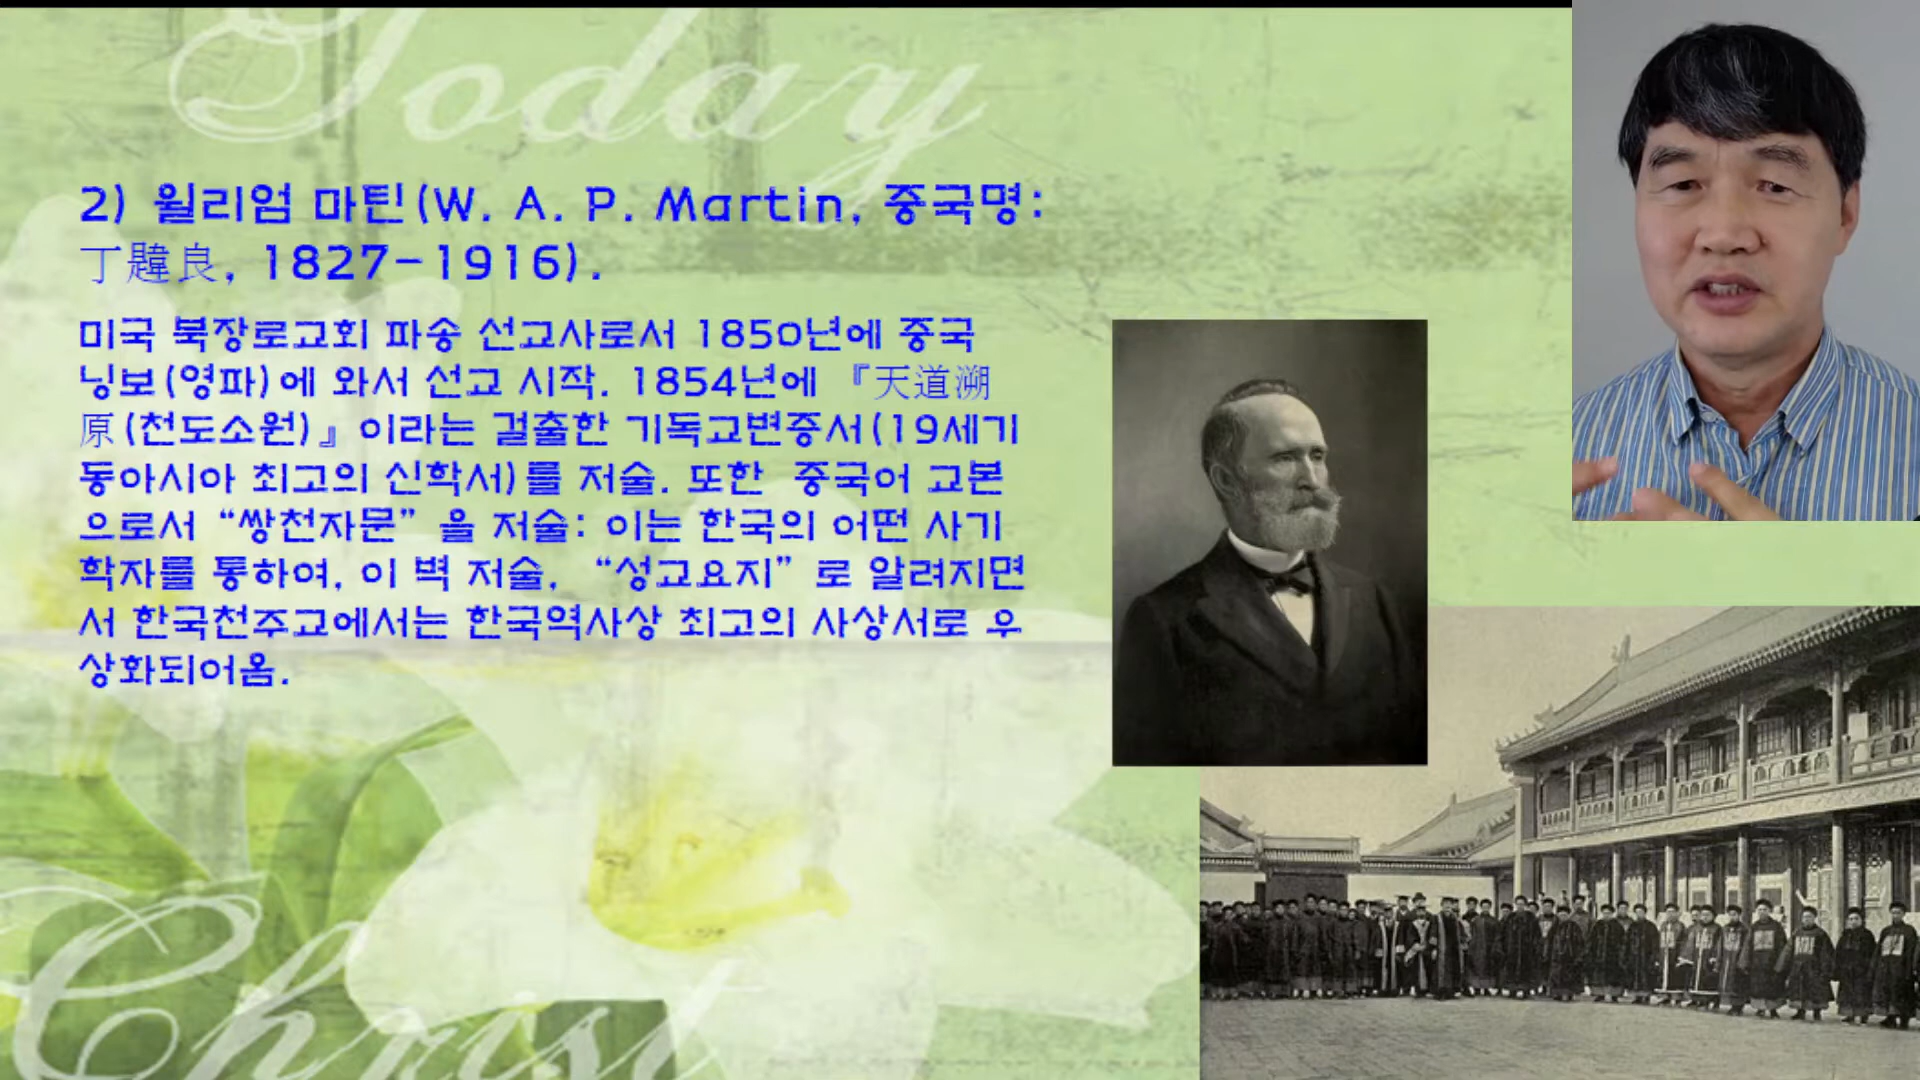 Today
2) 윌리엄 마틴(W. A. P. Martin, 중국명:
丁韙良, 1827-1916).
미국 북장로교회 파송 선교사로서 1850년에 중국
닝보(영파)에 와서 선교 시작. 1854년에 『天道溯
原(천도소원)』이라는 걸출한 기독교변증서(19세기
동아시아 최고의 신학서)를 저술. 또한 중국어 교본
으로서 “쌍천자문”을 저술: 이는 한국의 어떤 사기
학자를 통하여, 이 벽 저술, “성교요지”로 알려지면
서 한국천주교에서는 한국역사상 최고의 사상서로 우
상화되어옴.
Christ